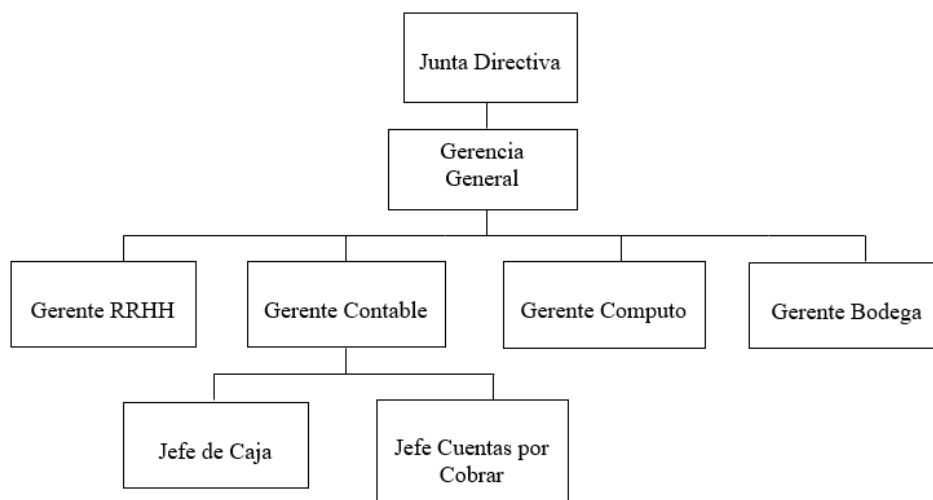 Junta Directiva
Gerencia
General
Gerente RRHH
Gerente Contable
Gerente Computo
Gerente Bodega
Jefe de Caja
Jefe Cuentas por
Cobrar